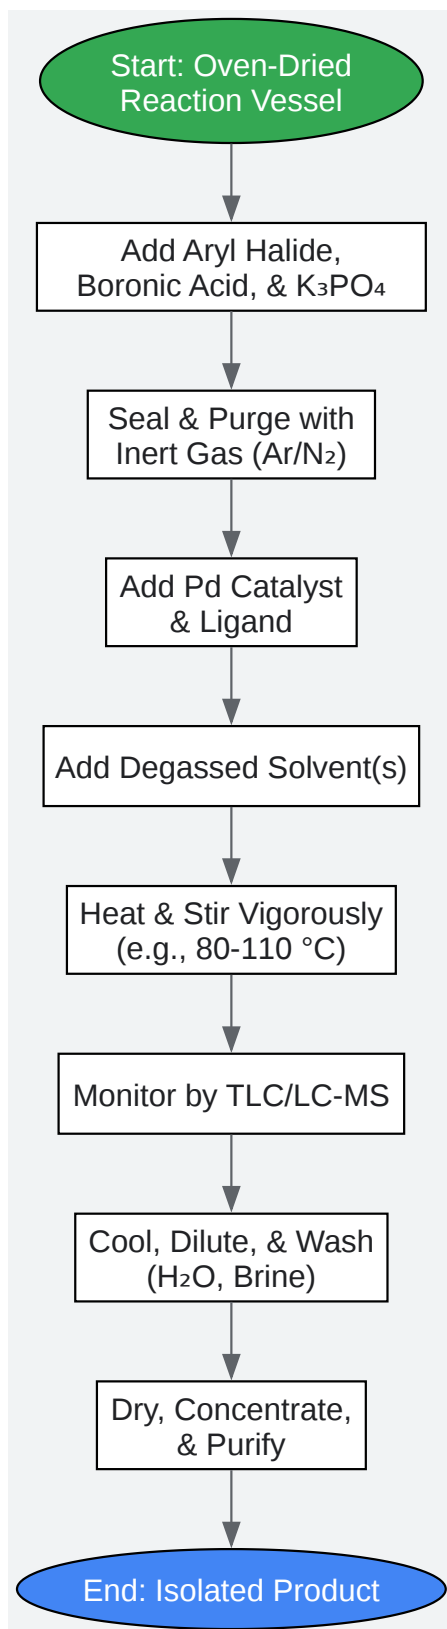 Start: Oven-Dried
Reaction Vessel
Add Aryl Halide,
Boronic Acid, & K₃PO₄
Seal & Purge with
Inert Gas (Ar/N₂)
Add Pd Catalyst
& Ligand
Add Degassed Solvent(s)
Heat & Stir Vigorously
(e.g., 80-110 °C)
Monitor by TLC/LC-MS
Cool, Dilute, & Wash
(H₂O, Brine)
Dry, Concentrate,
& Purify
End: Isolated Product